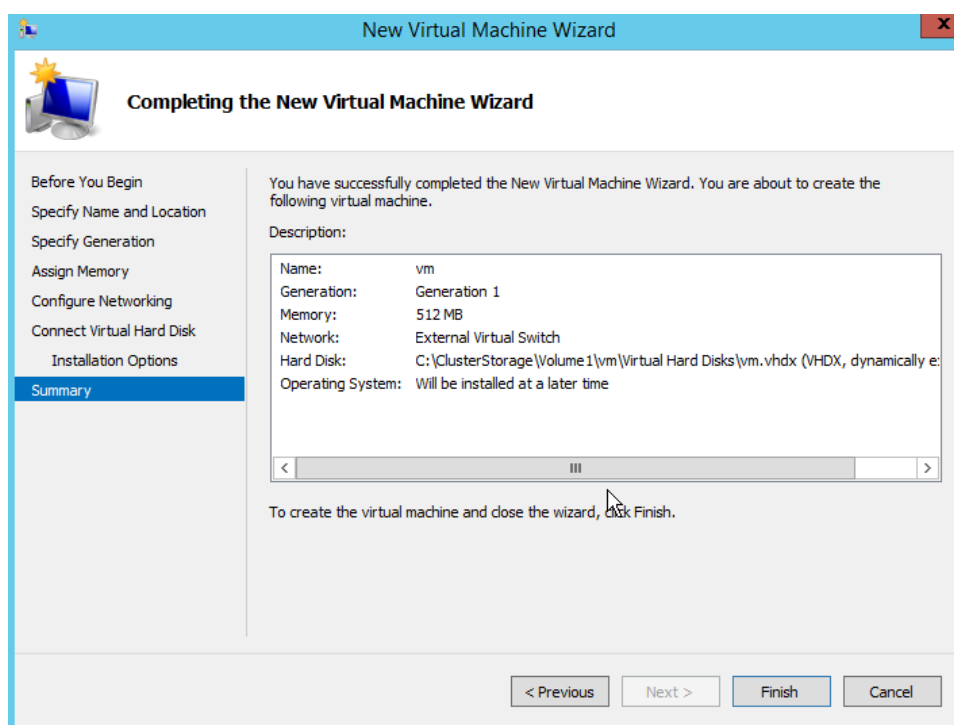 New Virtual Machine Wizard
x
Completing the New Virtual Machine Wizard
Before You Begin
Specify Name and Location
Specify Generation
Assign Memory
Configure Networking
Connect Virtual Hard Disk
Installation Options
Summary
You have successfully completed the New Virtual Machine Wizard. You are about to create the
following virtual machine.
Description:
Name: vm
Generation: Generation 1
Memory: 512 MB
Network: External Virtual Switch
Hard Disk: C:\ClusterStorage\Volume1\vm\Virtual Hard Disks\vm.vhdx (VHDX, dynamically e
Operating System: Will be installed at a later time
To create the virtual machine and close the wizard, click Finish.
< Previous
Next >
Finish
Cancel